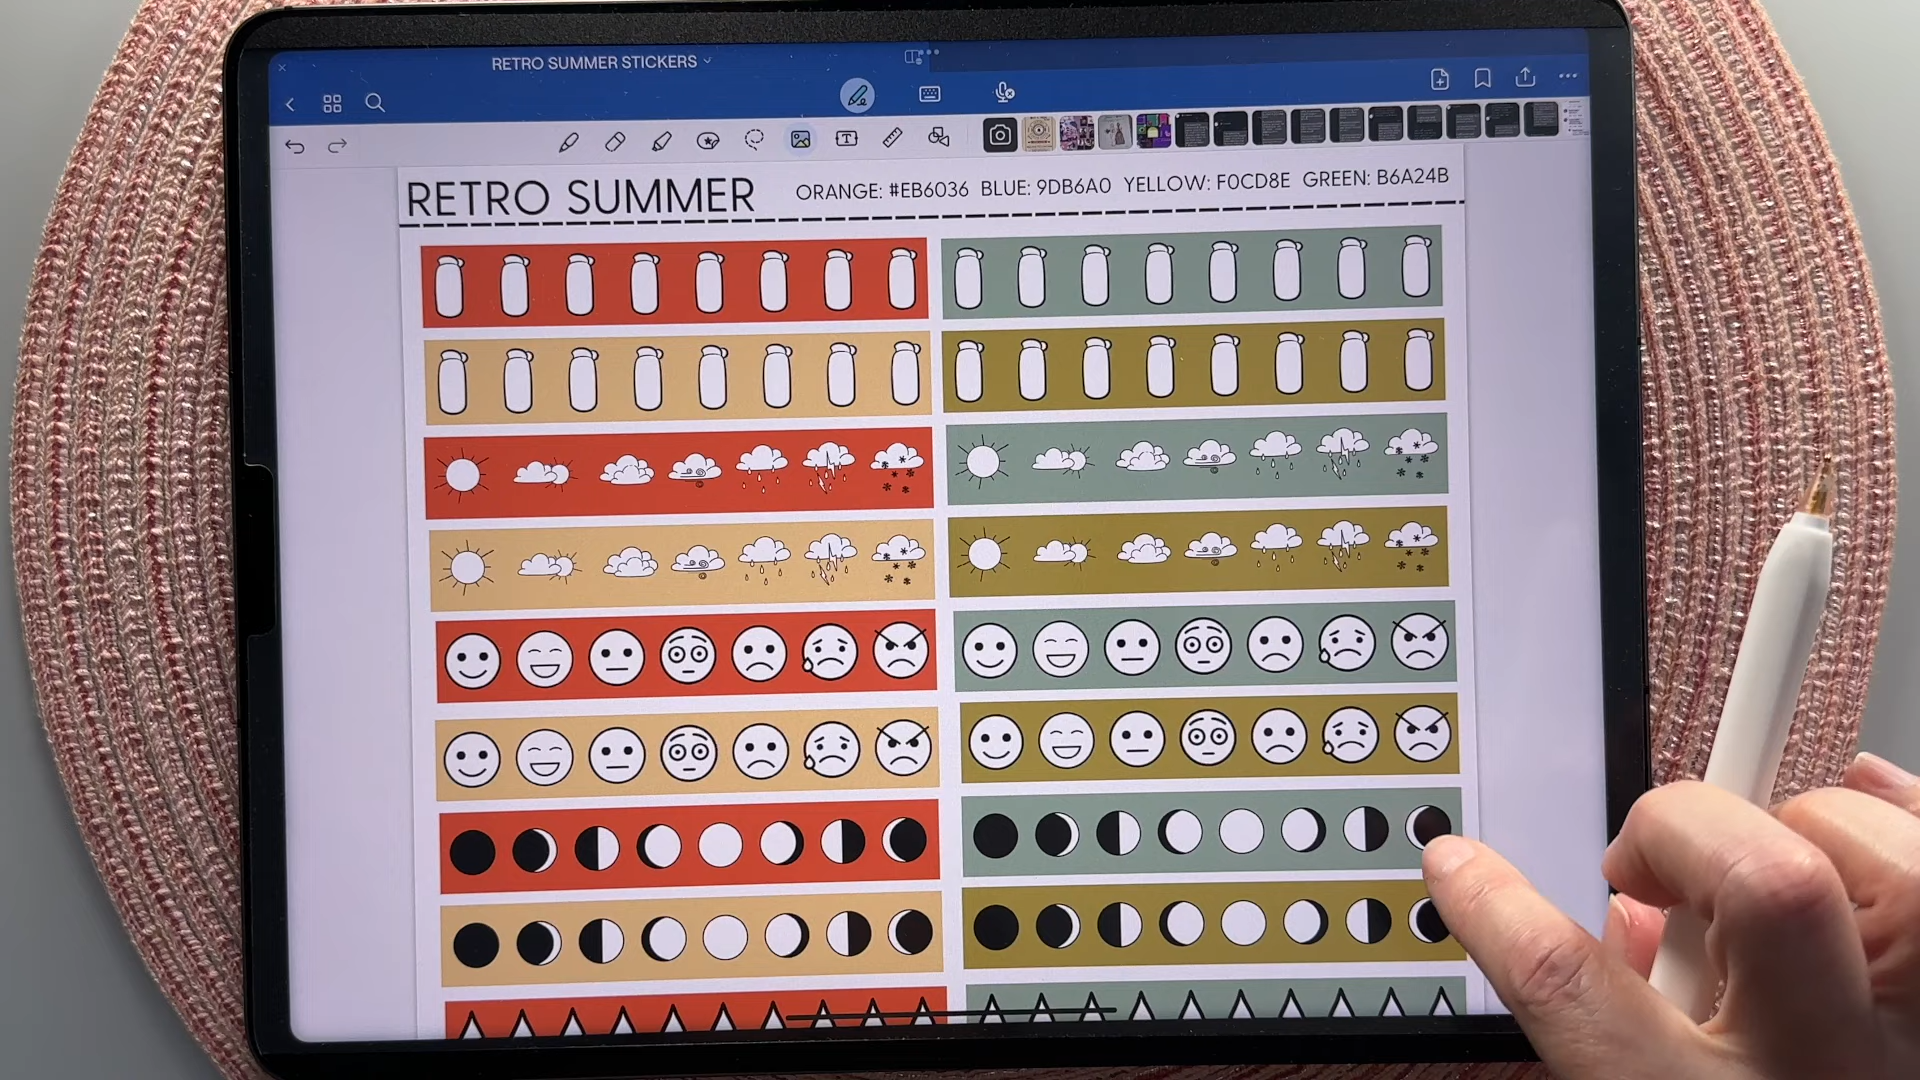 RETRO SUMMER STICKERS
RETRO SUMMER
ORANGE: #EB6036 BLUE: 9DB6A0 YELLOW: F0CD8E GREEN: B6A24B